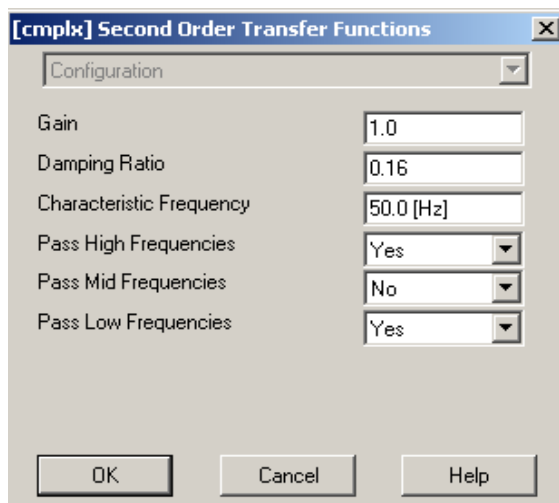 [cmplx] Second Order Transfer Functions
Configuration
Gain 1.0
Damping Ratio 0.16
Characteristic Frequency 50.0 [Hz]
Pass High Frequencies Yes
Pass Mid Frequencies No
Pass Low Frequencies Yes
OK Cancel Help